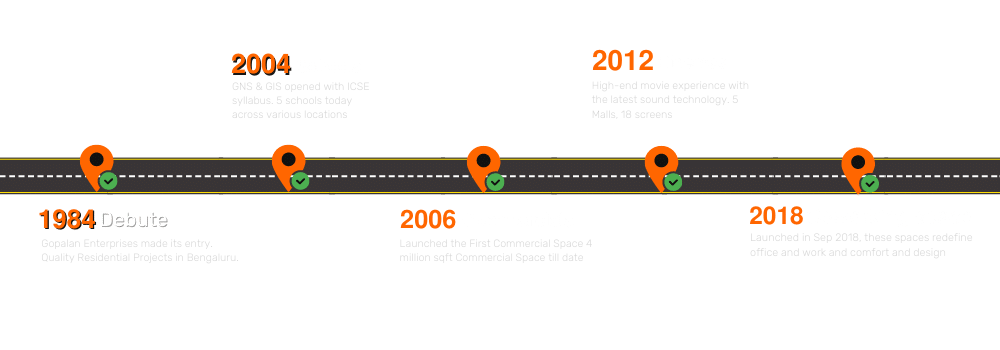 2004
GNS & GIS opened with ICSE
syllabus. 5 schools today
across various locations
2012
High-end movie experience with
the latest sound technology. 5
Malls, 18 screens
1984 Debute
Gopalan Enterprises made its entry.
Quality Residential Projects in Bengaluru.
2006
Launched the First Commercial Space 4
million sqft Commercial Space till date
2018
Launched in Sep 2018, these spaces redefine
office and work and comfort and design